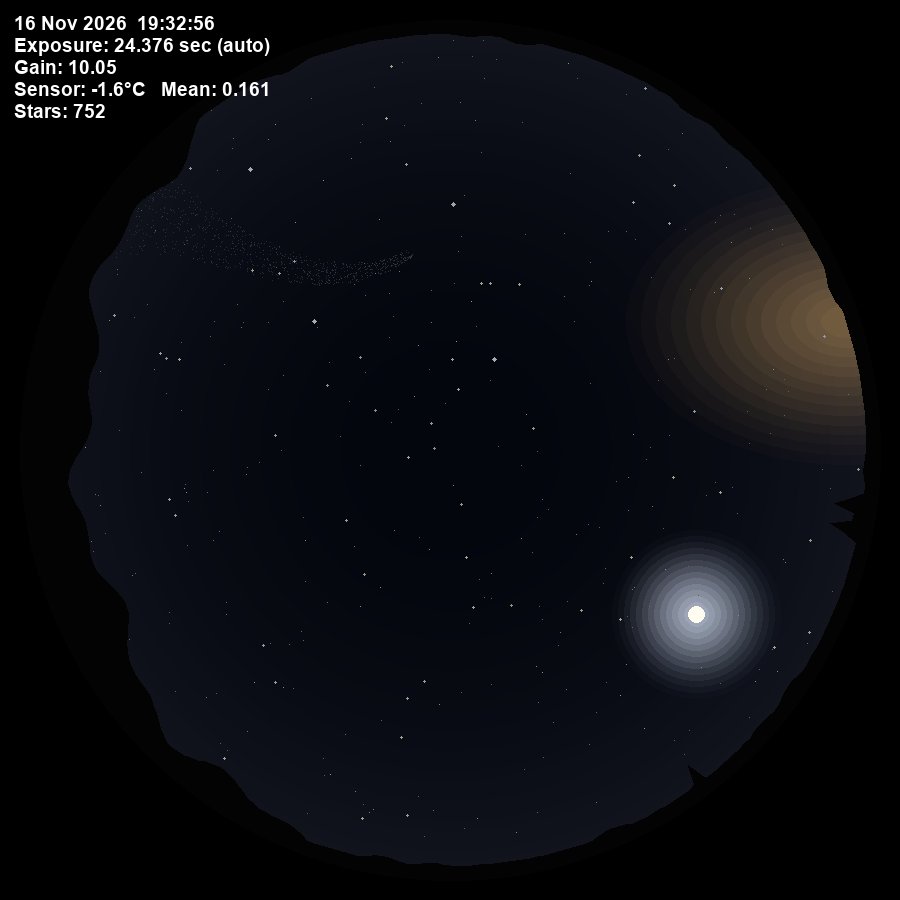 16 Nov 2026  19:32:56
Exposure: 24.376 sec (auto)
Gain: 10.05
Sensor: -1.6°C   Mean: 0.161
Stars: 752